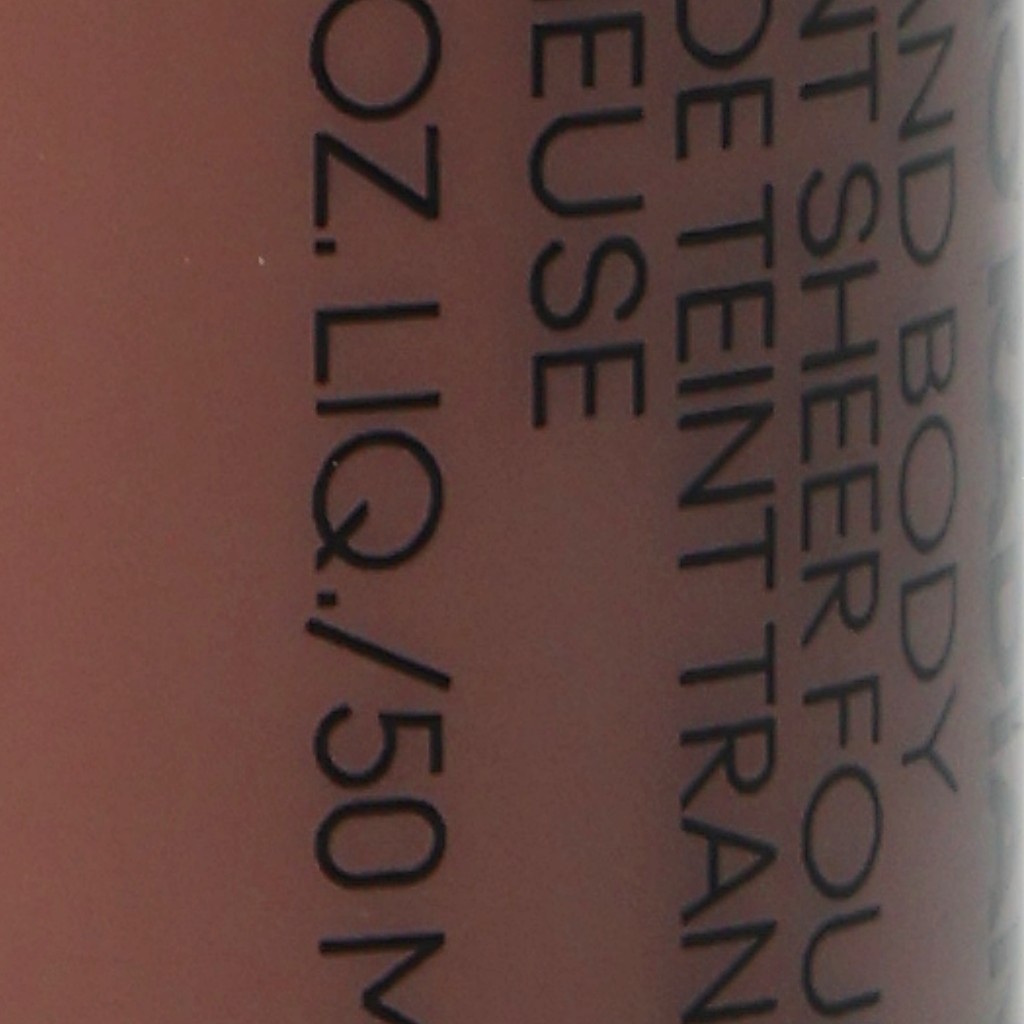 AND BODY
NT SHEER FOU
DE TEINT TRAN
EUSE
OZ. LIQ./50 M